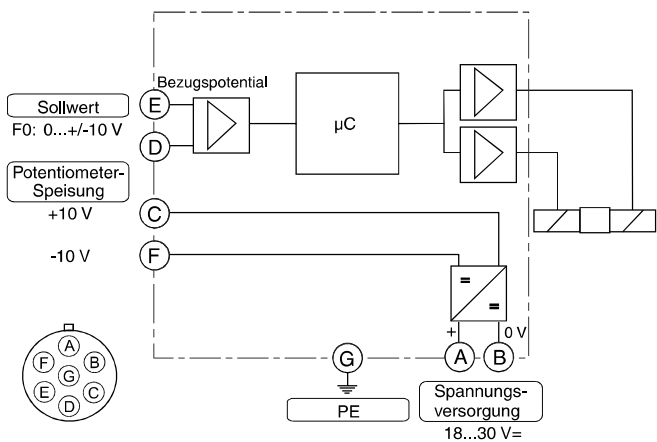 Bezugspotential
Sollwert
F0: 0...+/-10 V
E
D
µC
Potentiometer-
Speisung
+10 V
C
-10 V
F
=
=
+
0 V
A
B
G
PE
Spannungs-
versorgung
18...30 V=
A
F
B
G
E
C
D